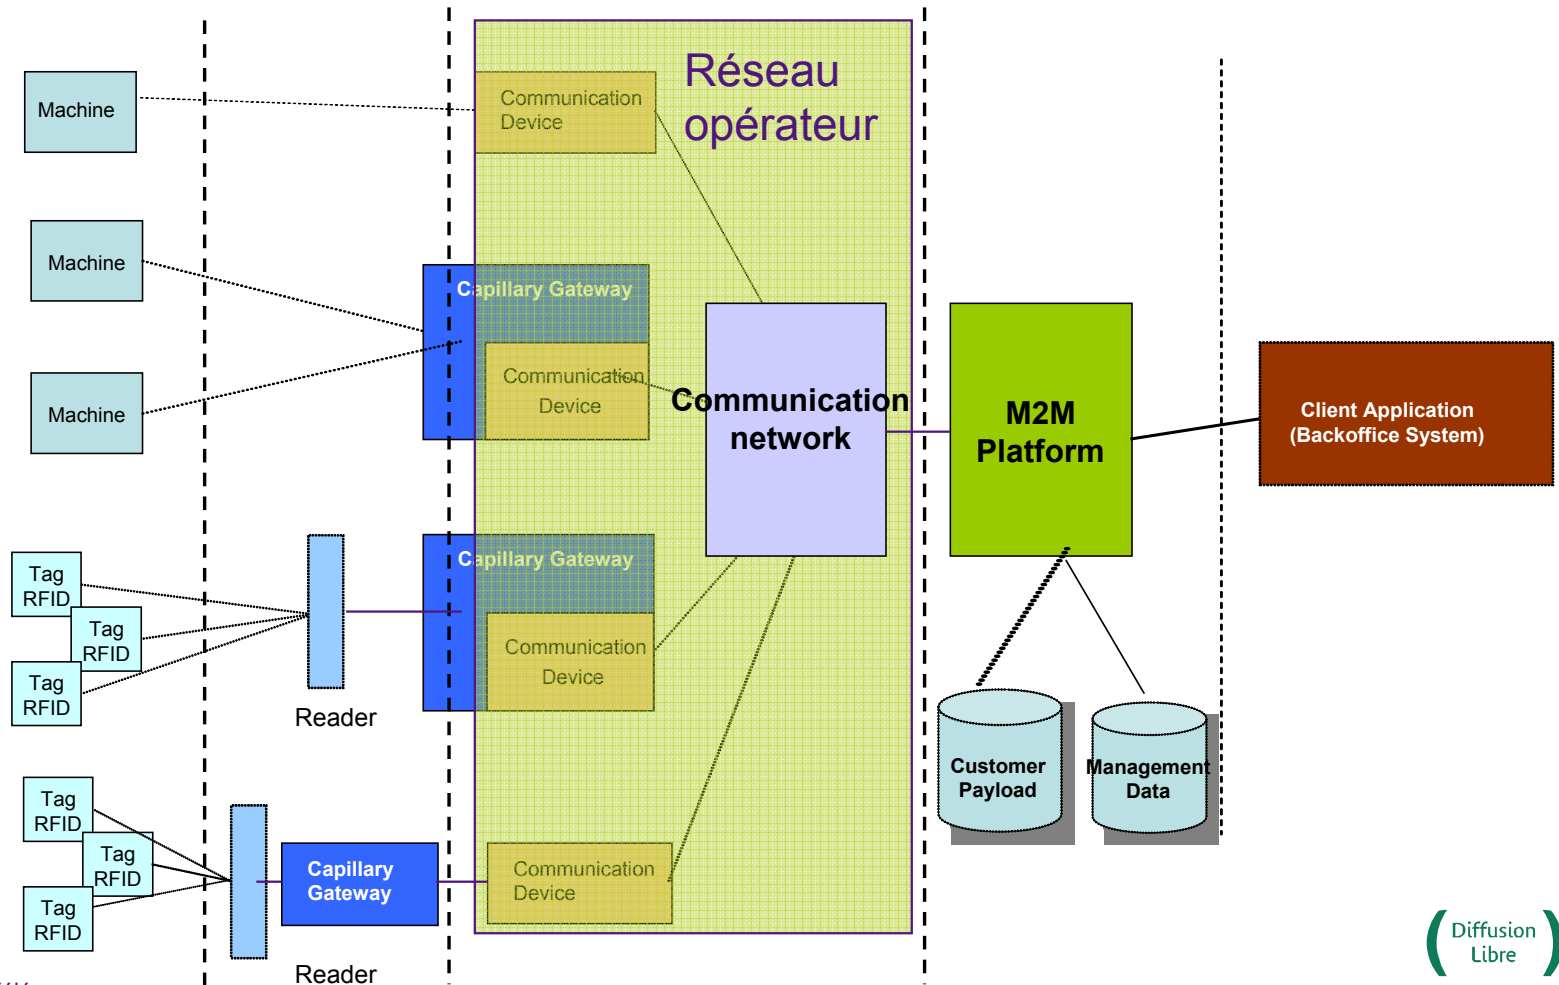 Réseau
opérateur
Machine
Communication
Device
Machine
Capillary Gateway
Communication
Device
Machine
Communication
network
M2M
Platform
Client Application
(Backoffice System)
Tag
RFID
Tag
RFID
Tag
RFID
Reader
Capillary Gateway
Communication
Device
Customer
Payload
Management
Data
Tag
RFID
Tag
RFID
Tag
RFID
Reader
Capillary
Gateway
Communication
Device
Diffusion
Libre